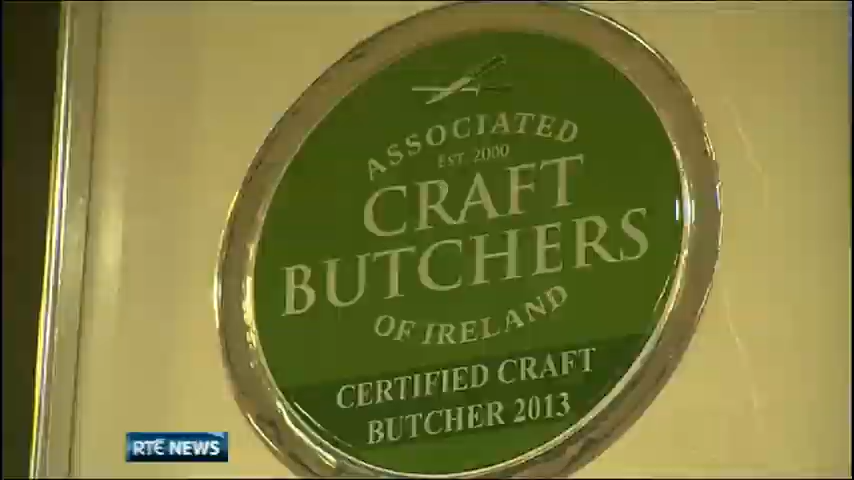 ASSOCIATED
EST. 2000
CRAFT
BUTCHERS
OF IRELAND
CERTIFIED CRAFT
BUTCHER 2013
RTÉ NEWS